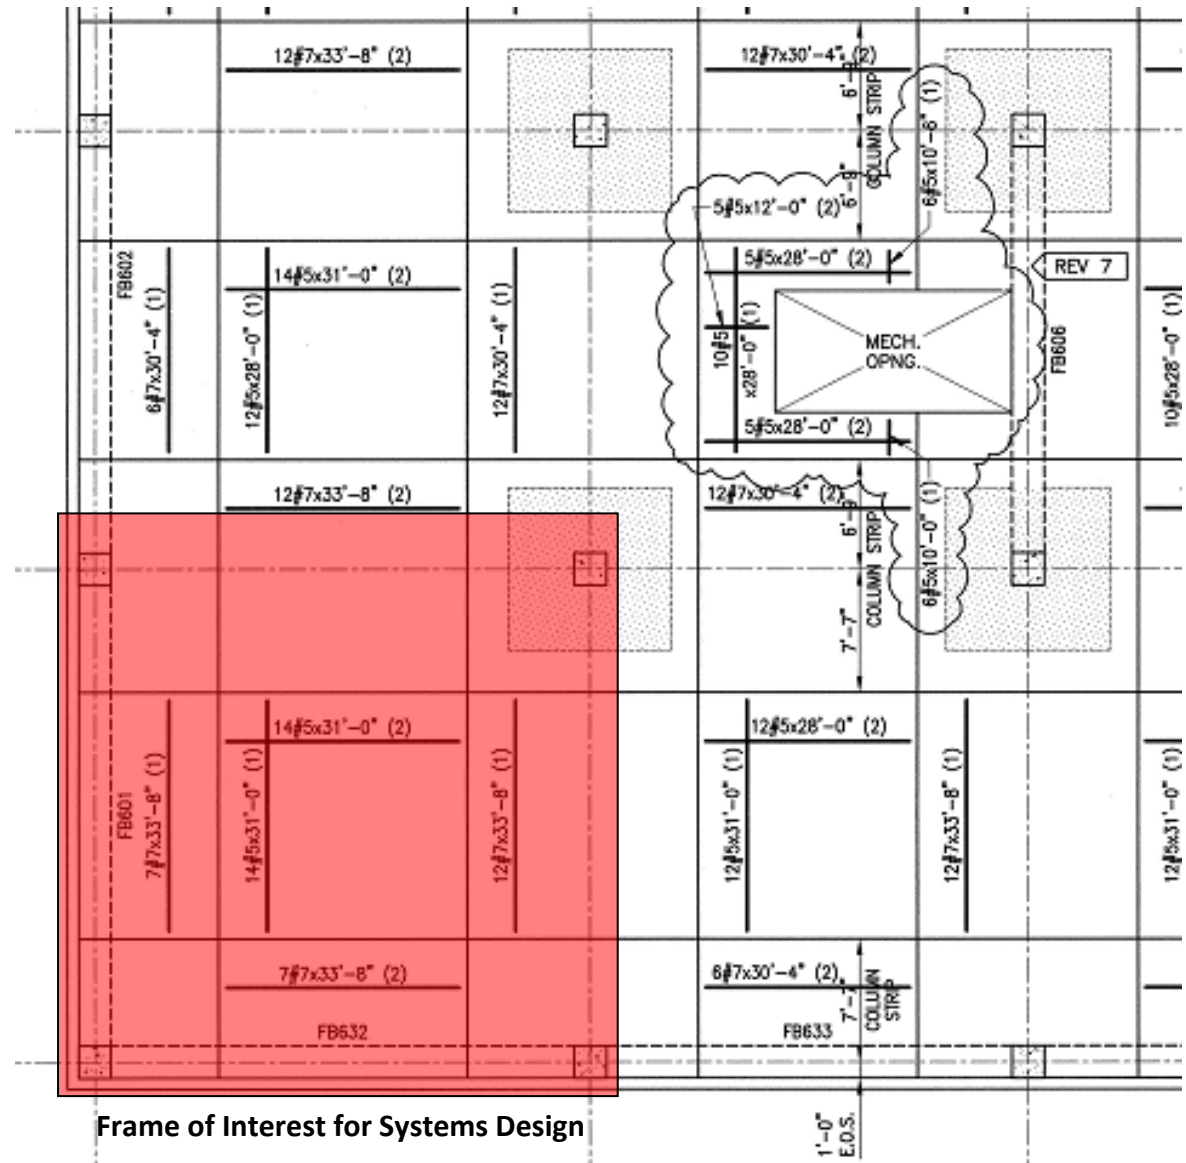 12#7x33'-8" (2)
12#7x30'-4" (2)
6'-9"
COLUMN STRIP
6'-9"
6#5x10'-6" (1)
5#5x12'-0" (2)
FB602
6#7x30'-4" (1)
14#5x31'-0" (2)
12#5x28'-0" (1)
12#7x30'-4" (1)
5#5x28'-0" (2)
REV 7
10#5
x28'-0" (1)
MECH.
OPNG.
FB606
10#5x28'-0" (1)
5#5x28'-0" (2)
12#7x33'-8" (2)
12#7x30'-4" (2)
6'-9"
COLUMN STRIP
7'-7"
6#5x10'-0" (1)
FB601
7#7x33'-8" (1)
14#5x31'-0" (2)
14#5x31'-0" (1)
12#7x33'-8" (1)
12#5x28'-0" (2)
12#5x31'-0" (1)
12#7x33'-8" (1)
12#5x31'-0" (1)
7#7x33'-8" (2)
6#7x30'-4" (2)
7'-7"
COLUMN
STRIP
FB632
FB633
Frame of Interest for Systems Design
1'-0"
E.O.S.